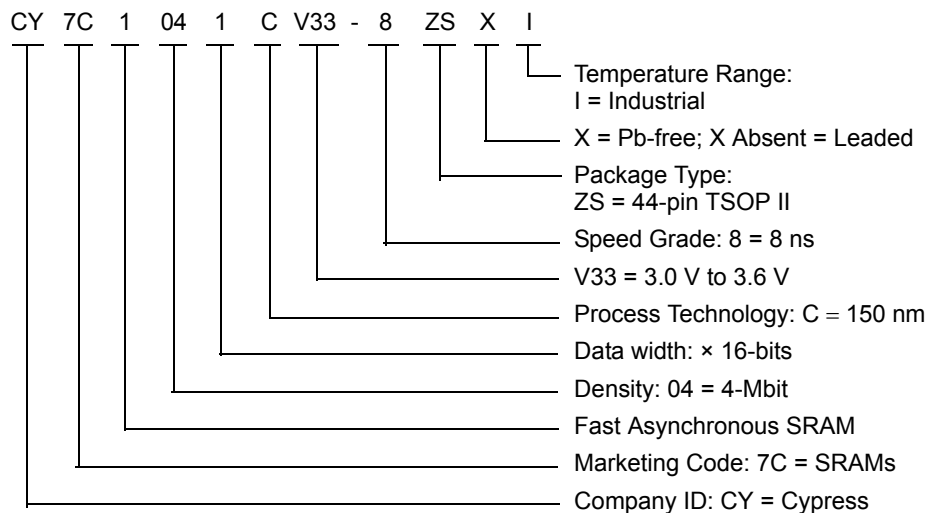 CY 7C 1 04 1 C V33 - 8 ZS X I
Temperature Range:
I = Industrial
X = Pb-free; X Absent = Leaded
Package Type:
ZS = 44-pin TSOP II
Speed Grade: 8 = 8 ns
V33 = 3.0 V to 3.6 V
Process Technology: C = 150 nm
Data width: × 16-bits
Density: 04 = 4-Mbit
Fast Asynchronous SRAM
Marketing Code: 7C = SRAMs
Company ID: CY = Cypress